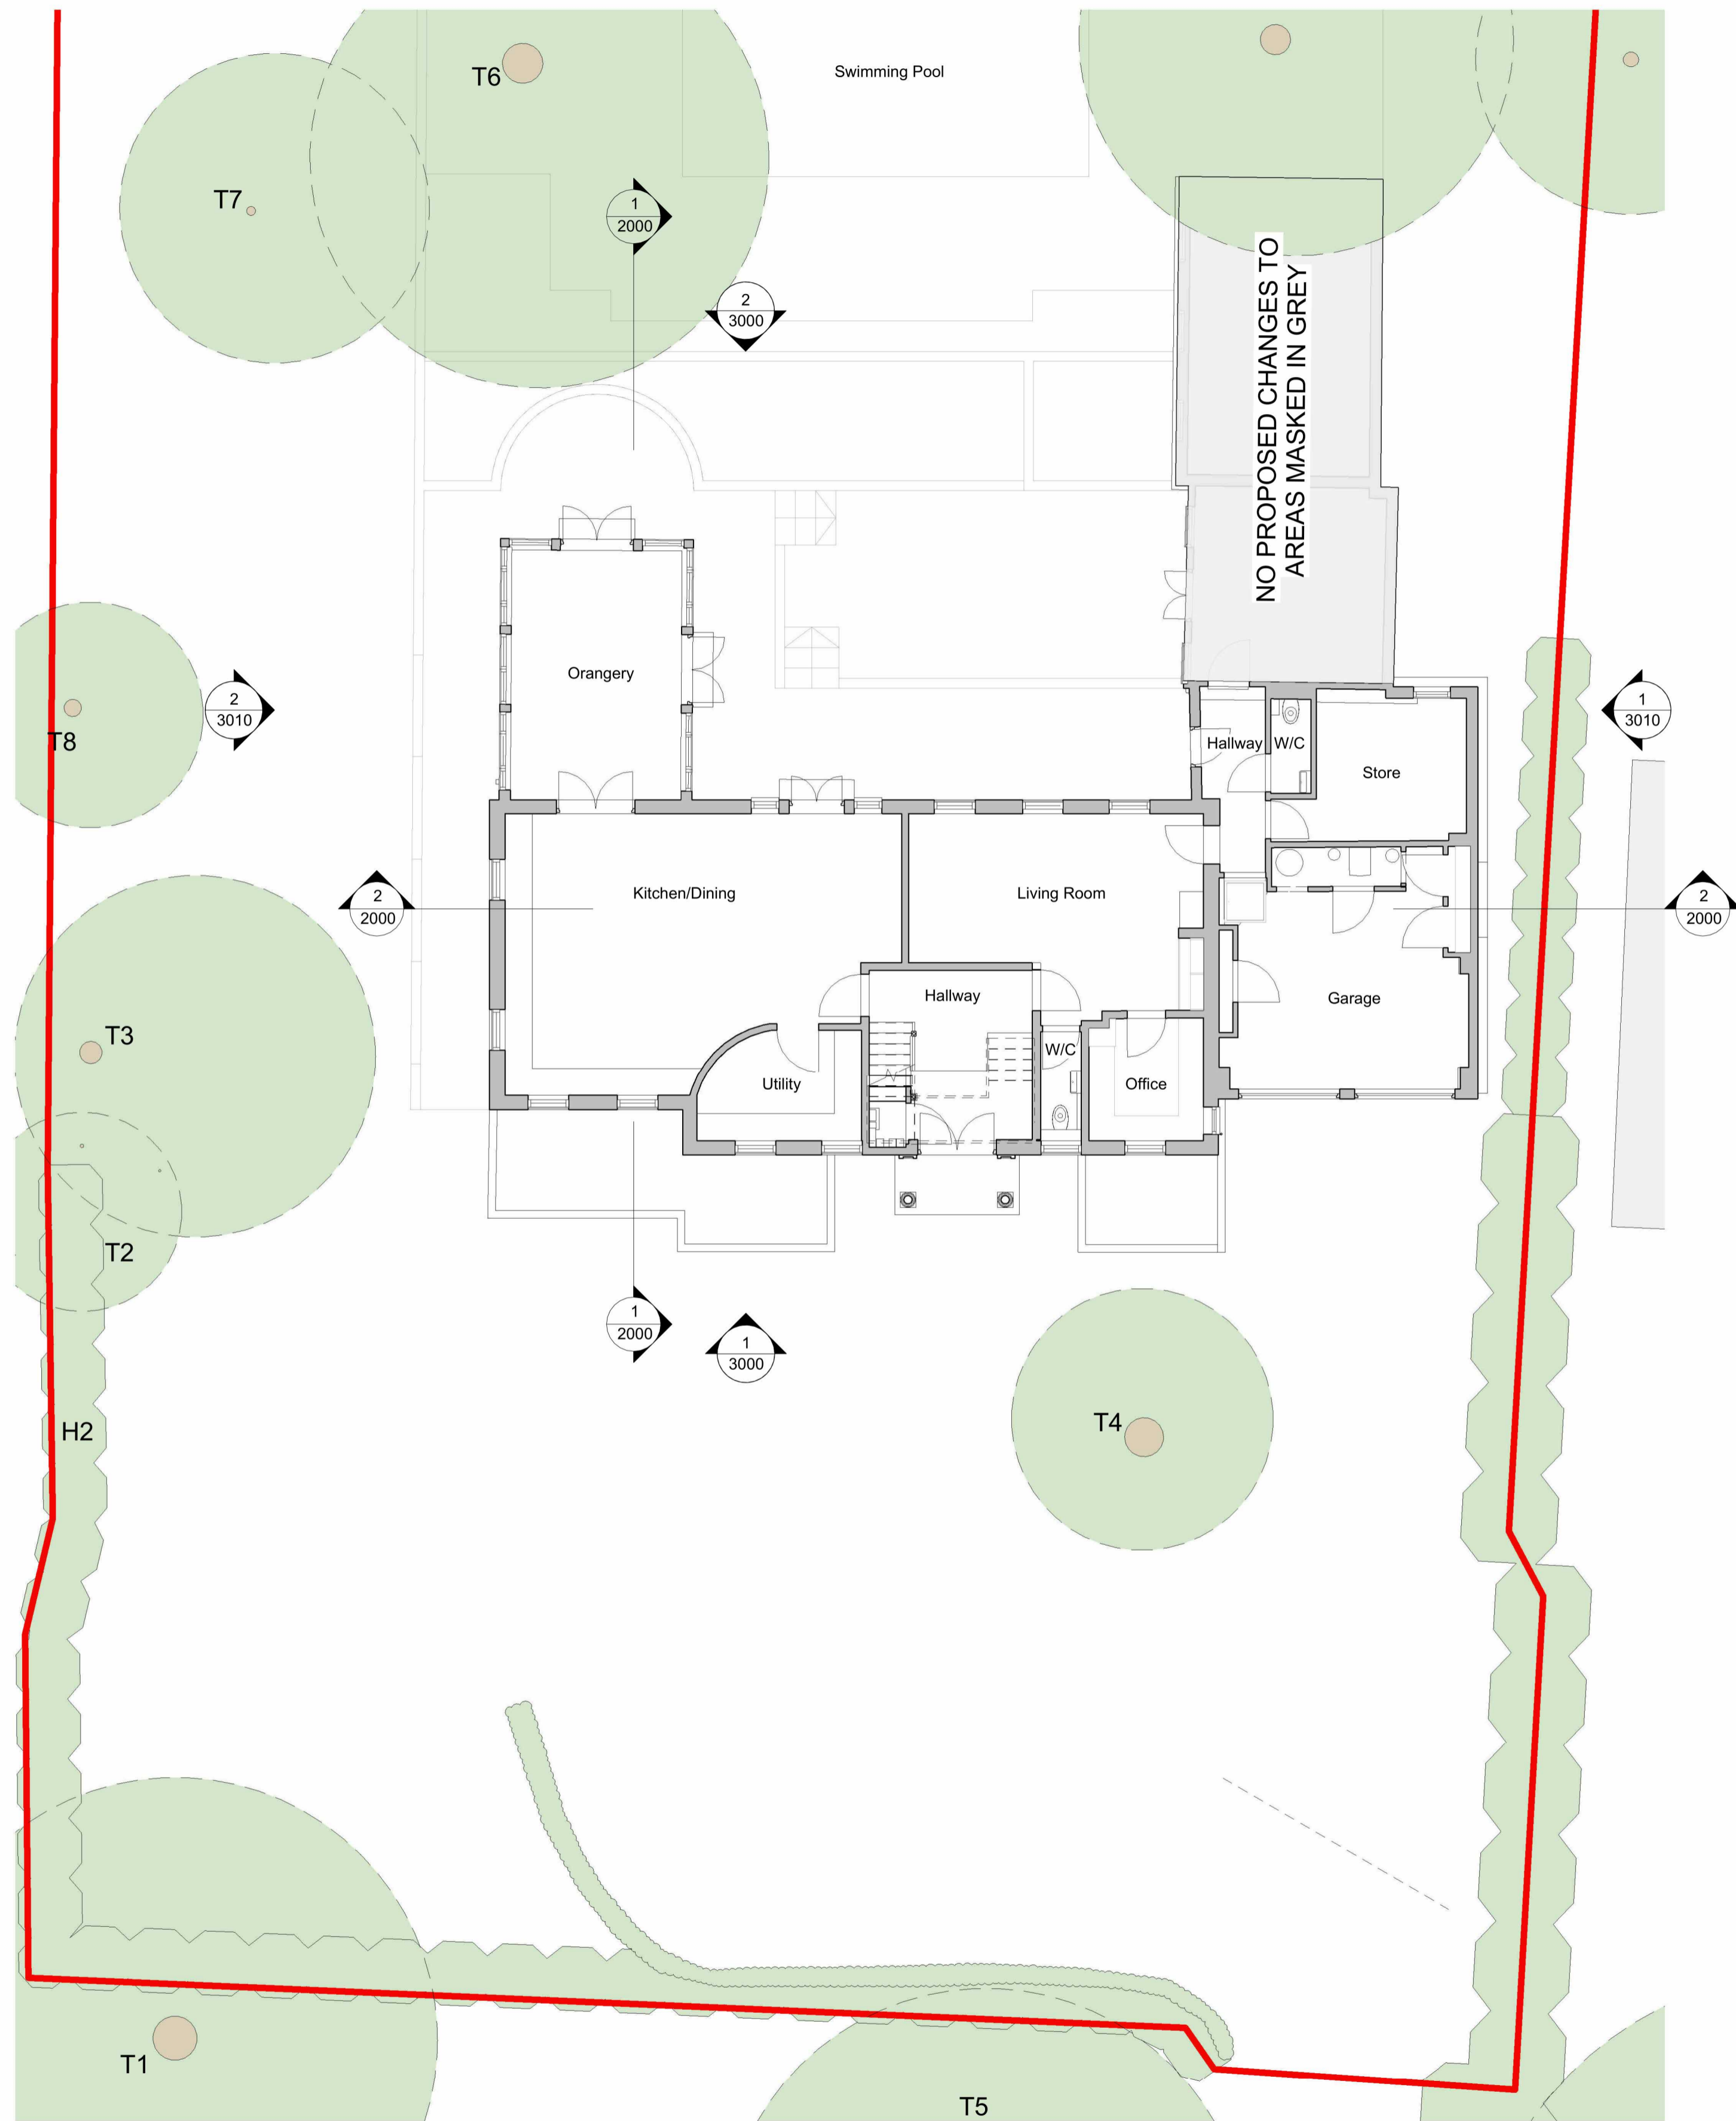 T6
Swimming Pool
T7
1
2000
2
3000
NO PROPOSED CHANGES TO
AREAS MASKED IN GREY
Orangery
T8
2
3010
1
3010
Hallway
W/C
Store
2
2000
Kitchen/Dining
Living Room
2
2000
Hallway
Garage
T3
W/C
Utility
Office
T2
1
2000
1
3000
H2
T4
T1
T5